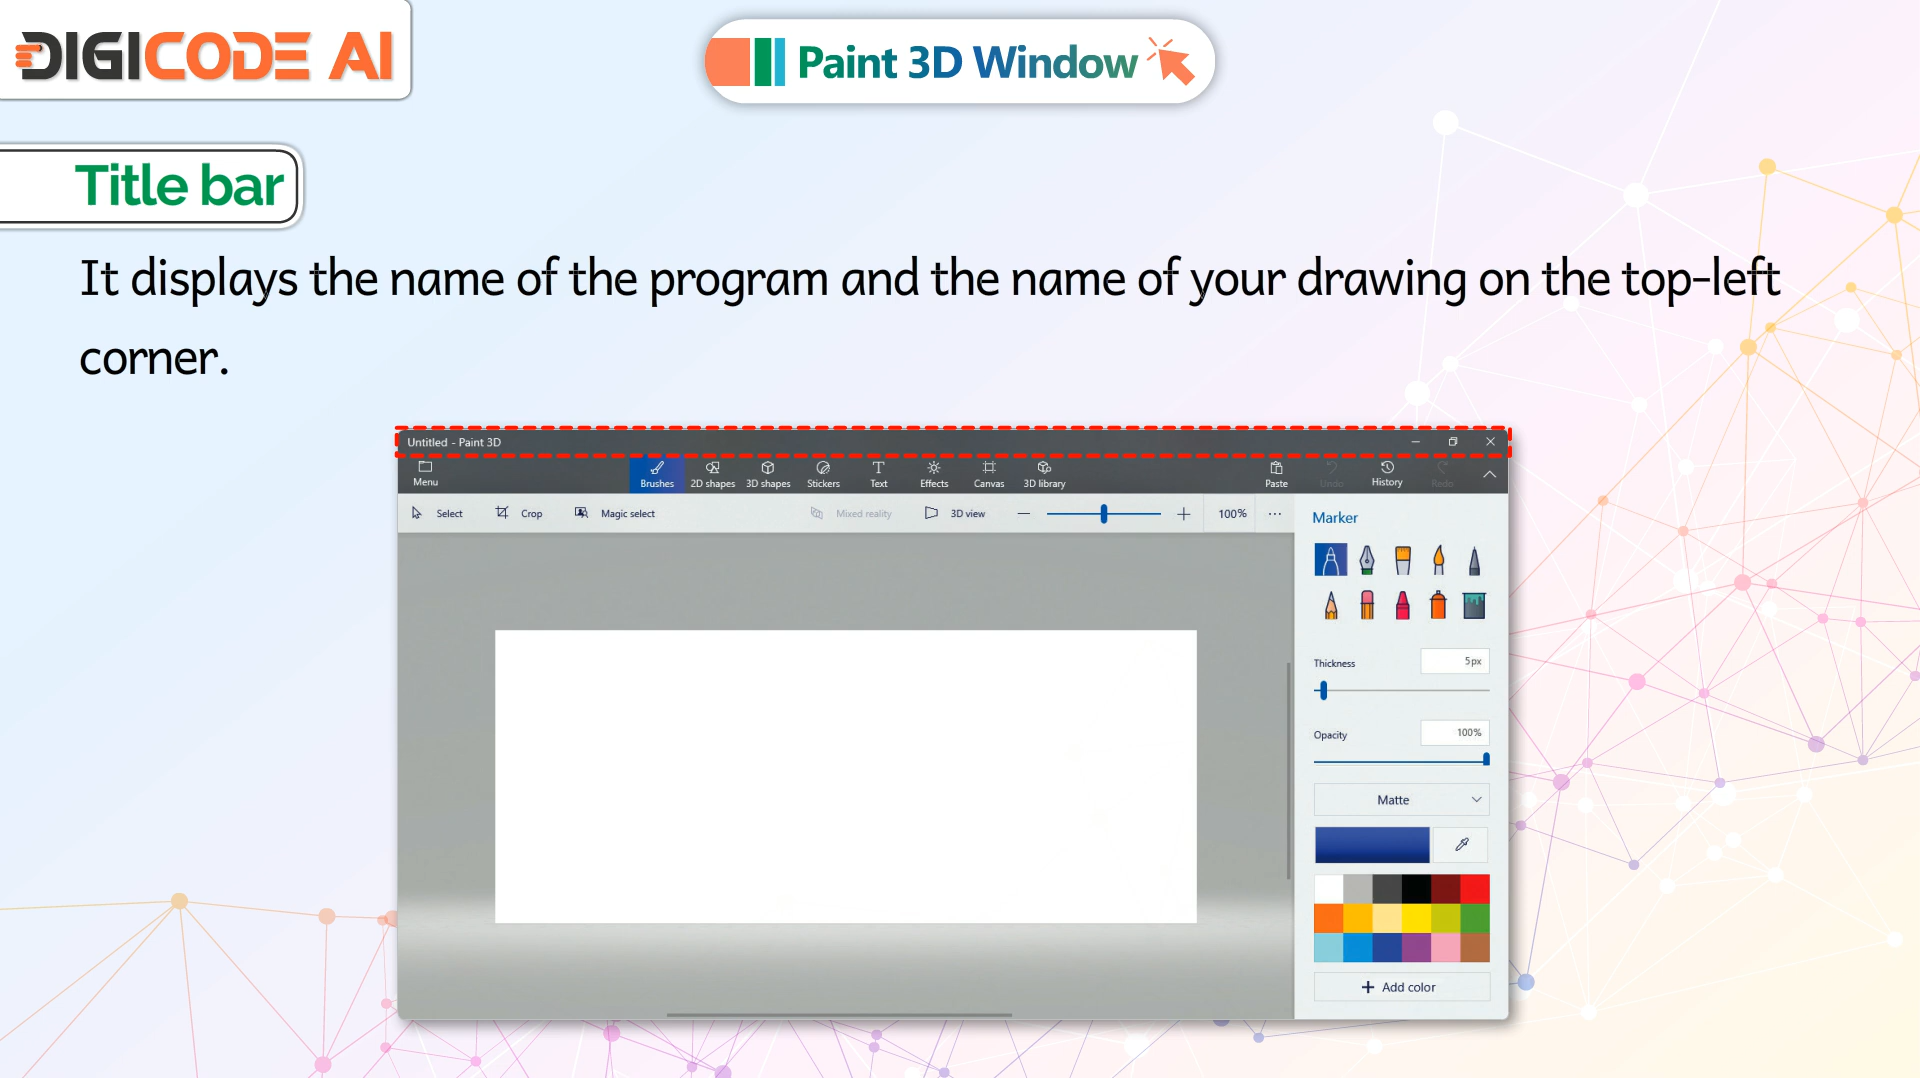 DIGICODE AI
Paint 3D Window
Title bar
It displays the name of the program and the name of your drawing on the top-left
corner.
Untitled - Paint 3D
Menu
Brushes
2D shapes
3D shapes
Stickers
Text
Effects
Canvas
3D library
Paste
Undo
History
Redo
Select
Crop
Magic select
Mixed reality
3D view
100%
Marker
Thickness
5px
Opacity
100%
Matte
Add color